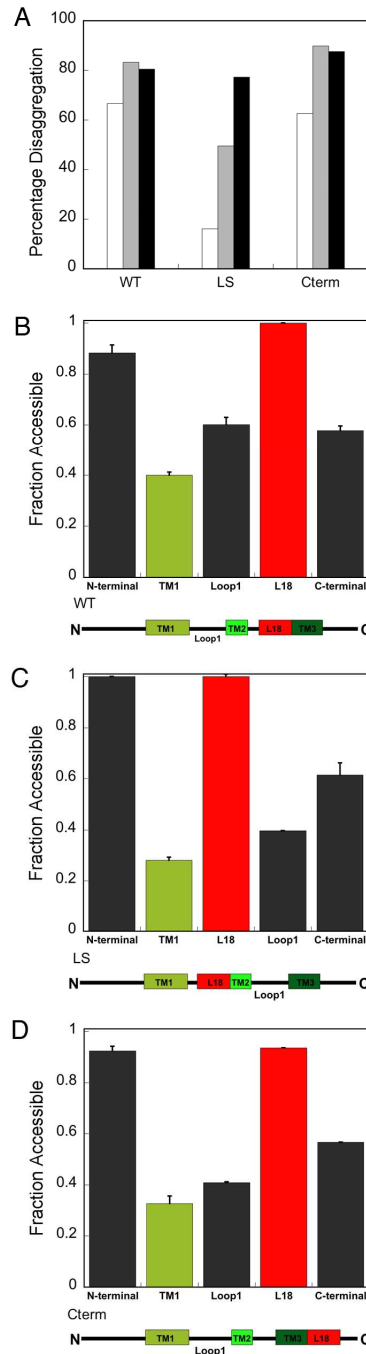 A
Percentage Disaggregation
100
80
60
40
20
0
WT LS Cterm
B
Fraction Accessible
1
0.8
0.6
0.4
0.2
0
N-terminal TM1 Loop1 L18 C-terminal
WT
N TM1 TM2 L18 TM3 C
Loop1
C
Fraction Accessible
1
0.8
0.6
0.4
0.2
0
N-terminal TM1 L18 Loop1 C-terminal
LS
N TM1 L18 TM2 TM3 C
Loop1
D
Fraction Accessible
1
0.8
0.6
0.4
0.2
0
N-terminal TM1 Loop1 L18 C-terminal
Cterm
N TM1 TM2 TM3 L18 C
Loop1